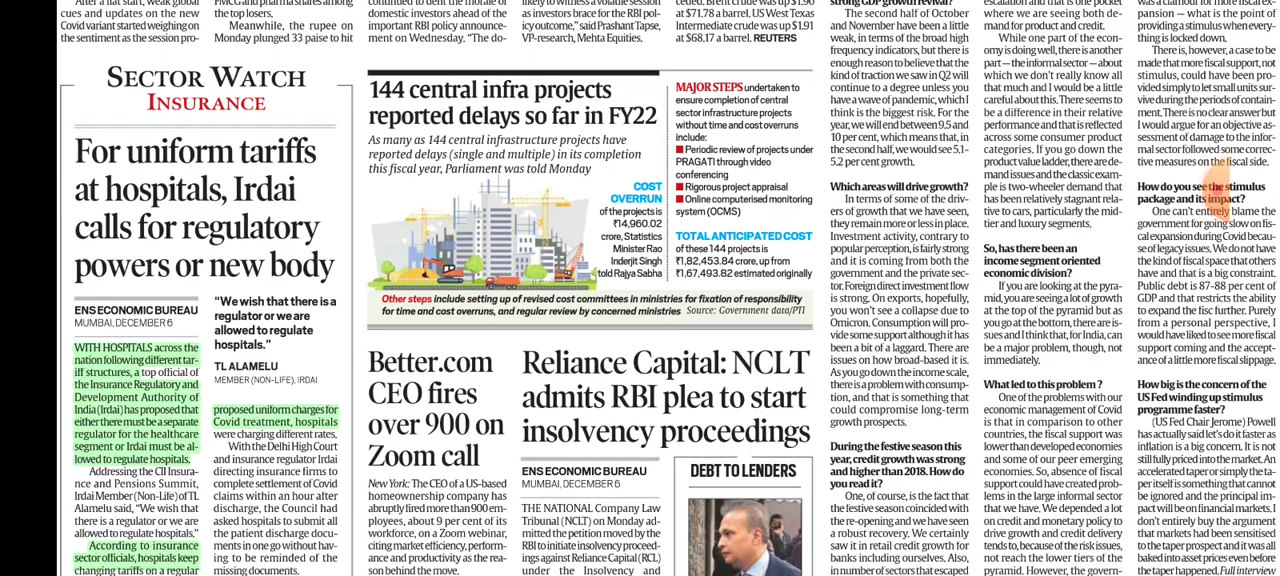 After a flat start, weak global
cues and updates on the new
Covid variant started weighing on
the sentiment as the session pro-
FMCG and pharma shares among
the top losers.
Meanwhile, the rupee on
Monday plunged 33 paise to hit
continued to dent the morale of
domestic investors ahead of the
important RBI policy announce-
ment on Wednesday. "The do-
likely to witness a volatile session
as investors brace for the RBI pol-
icy outcome," said Prashant Tapse,
VP-research, Mehta Equities.
ceded. Brent crude was up $1.90
at $71.78 a barrel. US West Texas
Intermediate crude was up $1.91
at $68.17 a barrel. REUTERS
SECTOR WATCH
INSURANCE
For uniform tariffs
at hospitals, Irdai
calls for regulatory
powers or new body
ENS ECONOMIC BUREAU
MUMBAI, DECEMBER 6
WITH HOSPITALS across the
nation following different tar-
iff structures, a top official of
the Insurance Regulatory and
Development Authority of
India (Irdai) has proposed that
either there must be a separate
regulator for the healthcare
segment or Irdai must be al-
lowed to regulate hospitals.
Addressing the CII Insura-
nce and Pensions Summit,
Irdai Member (Non-Life) of TL
Alamelu said, "We wish that
there is a regulator or we are
allowed to regulate hospitals,"
According to insurance
sector officials, hospitals keep
changing tariffs on a regular
"We wish that there is a
regulator or we are
allowed to regulate
hospitals."
TL ALAMELU
MEMBER (NON-LIFE), IRDAI
proposed uniform charges for
Covid treatment, hospitals
were charging different rates.
With the Delhi High Court
and insurance regulator Irdai
directing insurance firms to
complete settlement of Covid
claims within an hour after
discharge, the Council had
asked hospitals to submit all
the patient discharge docu-
ments in one go without hav-
ing to be reminded of the
missing documents.
144 central infra projects
reported delays so far in FY22
As many as 144 central infrastructure projects have
reported delays (single and multiple) in its completion
this fiscal year, Parliament was told Monday
COST
OVERRUN
of the projects is
₹14,960.02
crore, Statistics
Minister Rao
Inderjit Singh
told Rajya Sabha
MAJOR STEPS undertaken to
ensure completion of central
sector infrastructure projects
without time and cost overruns
include:
■ Periodic review of projects under
PRAGATI through video
conferencing
■ Rigorous project appraisal
■ Online computerised monitoring
system (OCMS)
TOTAL ANTICIPATED COST
of these 144 projects is
₹1,82,453.84 crore, up from
₹1,67,493.82 estimated originally
Other steps include setting up of revised cost committees in ministries for fixation of responsibility
for time and cost overruns, and regular review by concerned ministries Source: Government data/PTI
Better.com
CEO fires
over 900 on
Zoom call
New York: The CEO of a US-based
homeownership company has
abruptly fired more than 900 em-
ployees, about 9 per cent of its
workforce, on a Zoom webinar,
citing market efficiency, perform-
ance and productivity as the rea-
son behind the move.
Reliance Capital: NCLT
admits RBI plea to start
insolvency proceedings
ENS ECONOMIC BUREAU
MUMBAI, DECEMBER 6
THE NATIONAL Company Law
Tribunal (NCLT) on Monday ad-
mitted the petition moved by the
RBI to initiate insolvency proceed-
ings against Reliance Capital (RCL)
under the Insolvency and
DEBT TO LENDERS
strong GDP growth revival?
The second half of October
and November have been a little
weak, in terms of the broad high
frequency indicators, but there is
enough reason to believe that the
kind of traction we saw in Q2 will
continue to a degree unless you
have a wave of pandemic, which I
think is the biggest risk. For the
year, we will end between 9.5 and
10 per cent, which means that, in
the second half, we would see 5.1-
5.2 per cent growth.
Which areas will drive growth?
In terms of some of the driv-
ers of growth that we have seen,
they remain more or less in place.
Investment activity, contrary to
popular perception, is fairly strong
and it is coming from both the
government and the private sec-
tor. Foreign direct investment flow
is strong. On exports, hopefully,
you won't see a collapse due to
Omicron. Consumption will pro-
vide some support although it has
been a bit of a laggard. There are
issues on how broad-based it is.
As you go down the income scale,
there is a problem with consump-
tion, and that is something that
could compromise long-term
growth prospects.
During the festive season this
year, credit growth was strong
and higher than 2018. How do
you read it?
One, of course, is the fact that
the festive season coincided with
the re-opening and we have seen
a robust recovery. We certainly
saw it in retail credit growth for
banks including ourselves. Also,
in number of sectors that escaped
escalation and that is one pocket
where we are seeing both de-
mand for product and credit.
While one part of the econ-
omy is doing well, there is another
part — the informal sector — about
which we don't really know all
that much and I would be a little
careful about this. There seems to
be a difference in their relative
performance and that is reflected
across some consumer product
categories. If you go down the
product value ladder, there are de-
mand issues and the classic exam-
ple is two-wheeler demand that
has been relatively stagnant rela-
tive to cars, particularly the mid-
tier and luxury segments.
So, has there been an
income segment oriented
economic division?
If you are looking at the pyra-
mid, you are seeing a lot of growth
at the top of the pyramid but as
you go at the bottom, there are is-
sues and I think that, for India, can
be a major problem, though, not
immediately.
What led to this problem ?
One of the problems with our
economic management of Covid
is that in comparison to other
countries, the fiscal support was
lower than developed economies
and some of our peer emerging
economies. So, absence of fiscal
support could have created prob-
lems in the large informal sector
that we have. We depended a lot
on credit and monetary policy to
drive growth and credit delivery
tends to, because of the risk issues,
not reach the lower tiers of the
pyramid. However, the govern-
was a clamour for more fiscal ex-
pansion — what is the point of
providing a stimulus when every-
thing is locked down.
There is, however, a case to be
made that more fiscal support, not
stimulus, could have been pro-
vided simply to let small units sur-
vive during the periods of contain-
ment. There is no clear answer but
I would argue for an objective as-
sessment of damage to the infor-
mal sector followed some correc-
tive measures on the fiscal side.
How do you see the stimulus
package and its impact?
One can't entirely blame the
government for going slow on fis-
cal expansion during Covid becau-
se of legacy issues. We do not have
the kind of fiscal space that others
have and that is a big constraint.
Public debt is 87-88 per cent of
GDP and that restricts the ability
to expand the fisc further. Purely
from a personal perspective, I
would have liked to see more fis-
cal support coming and the accept-
ance of a little more fiscal slippage.
How big is the concern of the
US Fed winding up stimulus
programme faster?
(US Fed Chair Jerome) Powell
has actually said let's do it faster as
inflation is a big concern. It is not
still fully priced into the market. An
accelerated taper or simply the ta-
per itself is something that cannot
be ignored and the principal im-
pact will be on financial markets. I
don't entirely buy the argument
that markets had been sensitised
to the taper prospect and it was all
baked into asset prices even before
the taper happened. Full interview